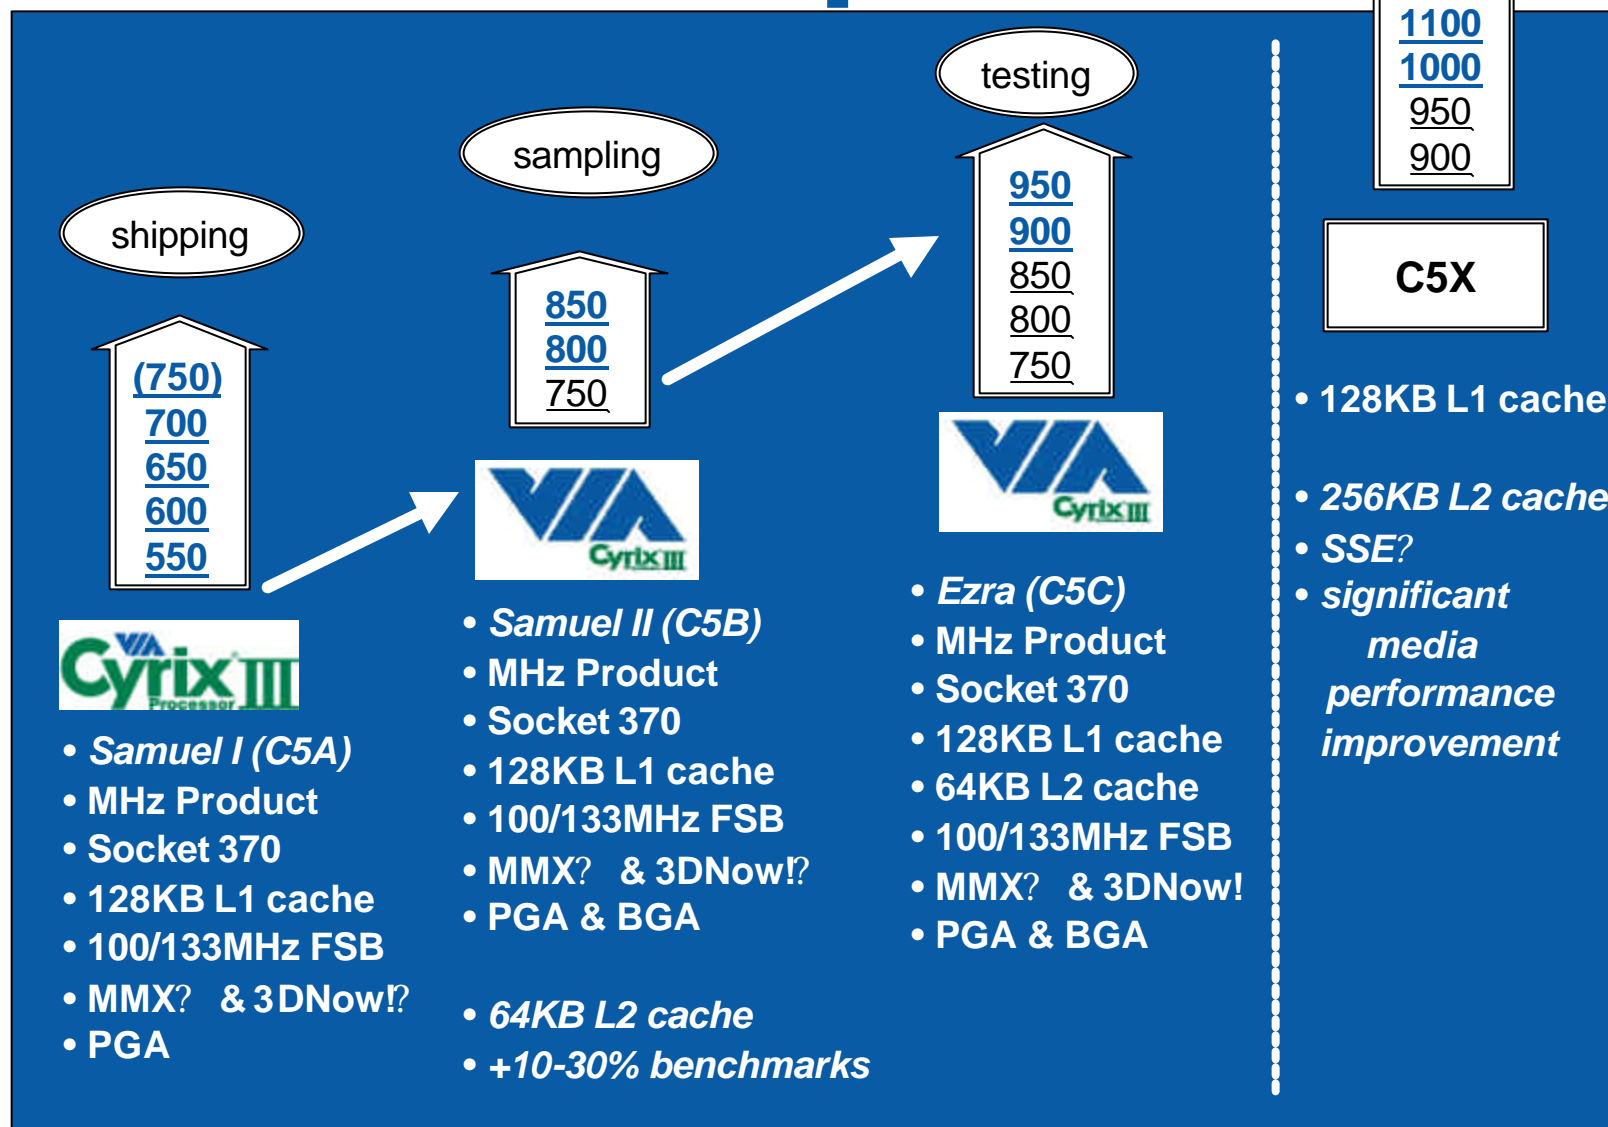 shipping
(750)
700
650
600
550
VIA
Cyrix III
Processor
• Samuel I (C5A)
• MHz Product
• Socket 370
• 128KB L1 cache
• 100/133MHz FSB
• MMX? & 3DNow!?
• PGA
sampling
850
800
750
VIA
Cyrix III
• Samuel II (C5B)
• MHz Product
• Socket 370
• 128KB L1 cache
• 100/133MHz FSB
• MMX? & 3DNow!?
• PGA & BGA
• 64KB L2 cache
• +10-30% benchmarks
testing
950
900
850
800
750
VIA
Cyrix III
• Ezra (C5C)
• MHz Product
• Socket 370
• 128KB L1 cache
• 64KB L2 cache
• 100/133MHz FSB
• MMX? & 3DNow!
• PGA & BGA
1100
1000
950
900
C5X
• 128KB L1 cache
• 256KB L2 cache
• SSE?
• significant
media
performance
improvement